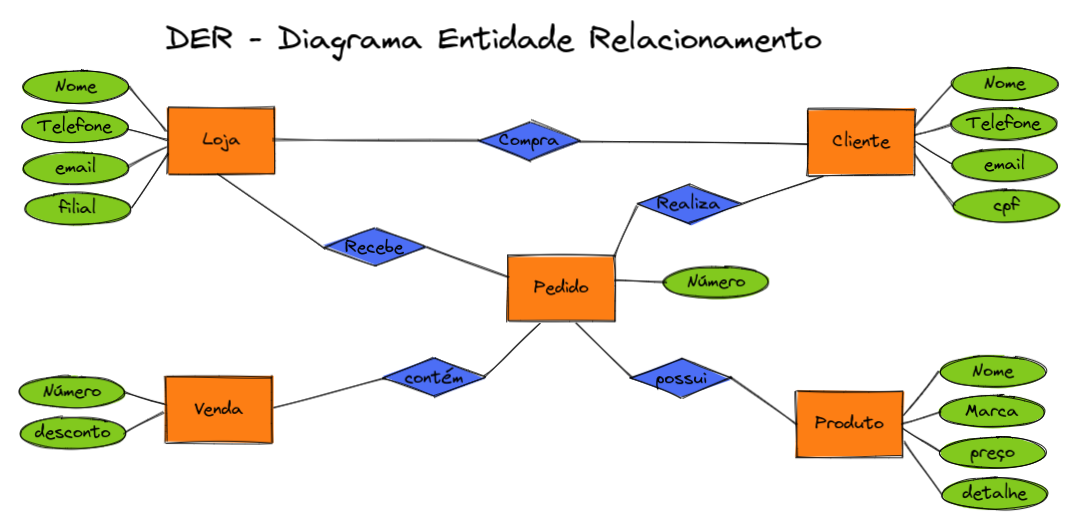 DER - Diagrama Entidade Relacionamento
Nome
Telefone
email
filial
Loja
Compra
Cliente
Nome
Telefone
email
cpf
Realiza
Recebe
Pedido
Número
contém
possui
Número
desconto
Venda
Produto
Nome
Marca
preço
detalhe